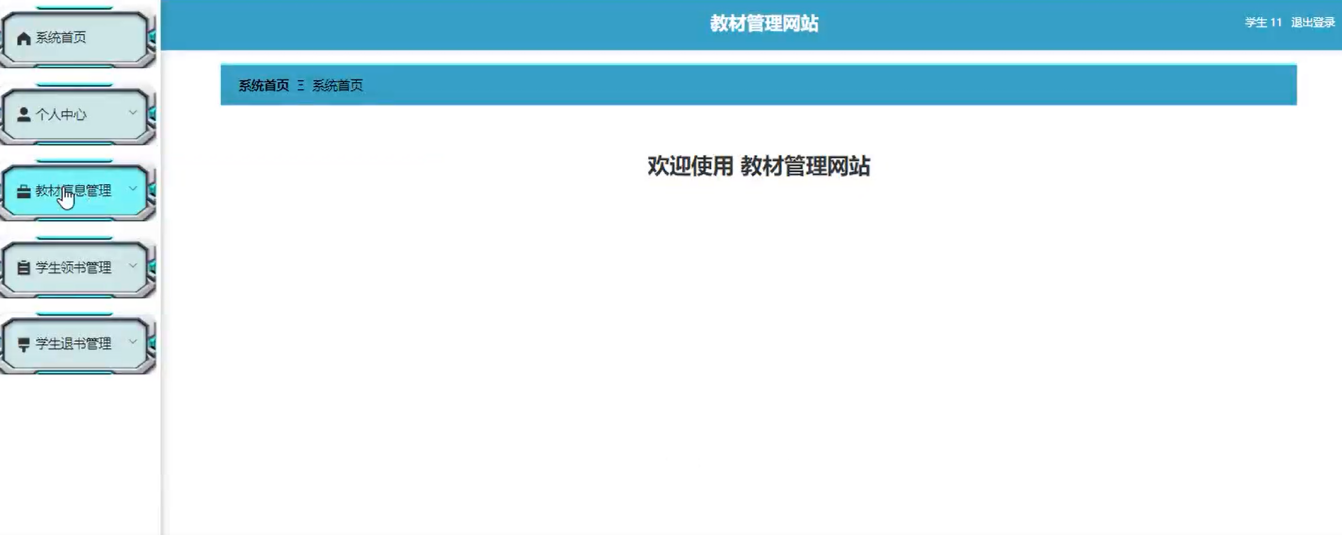 教材管理网站
学生 11 退出登录
系统首页
个人中心
教材信息管理
学生领书管理
学生退书管理
系统首页 Ξ 系统首页
欢迎使用 教材管理网站